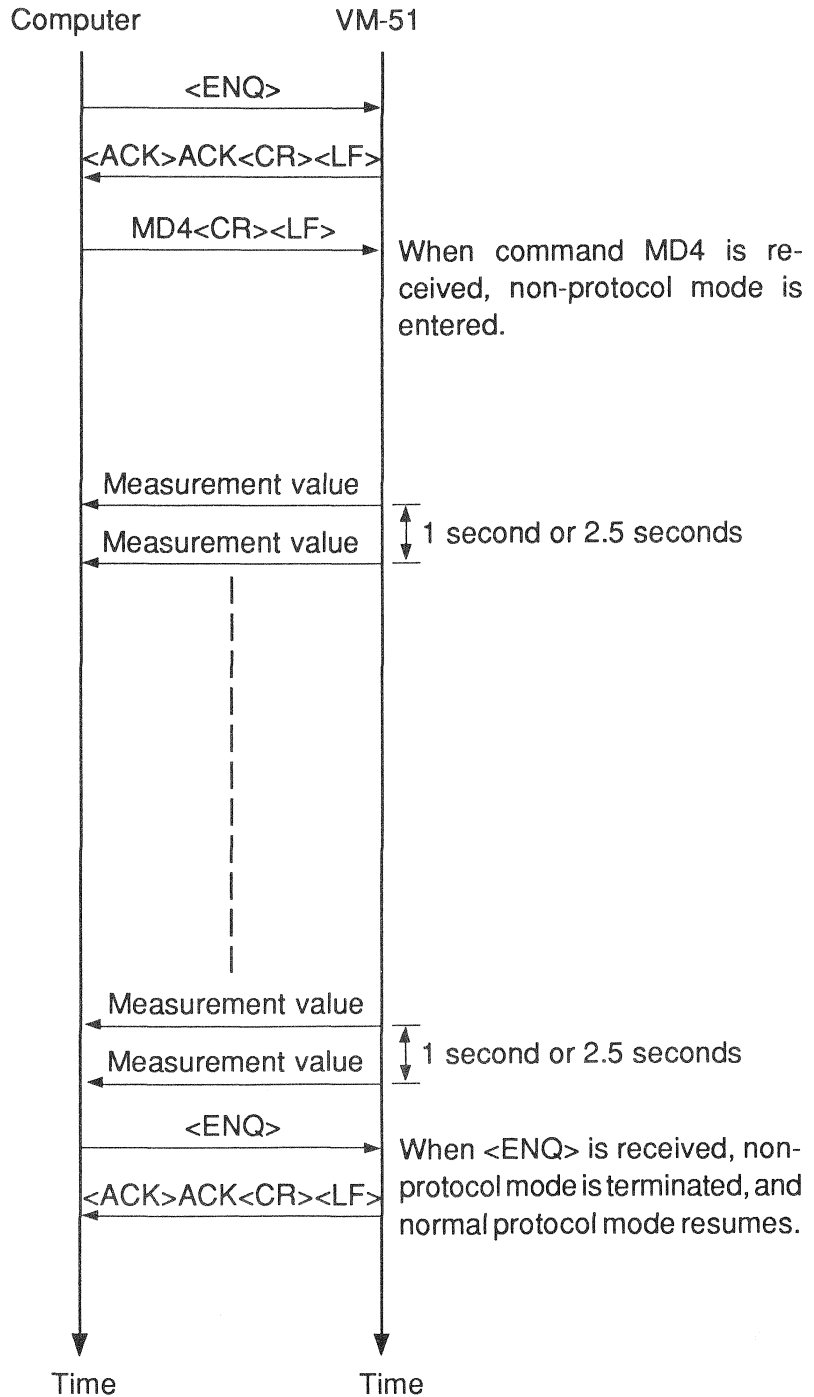 Computer VM-51
<ENQ>
<ACK>ACK<CR><LF>
MD4<CR><LF>
When command MD4 is re-
ceived, non-protocol mode is
entered.
Measurement value
1 second or 2.5 seconds
Measurement value
Measurement value
1 second or 2.5 seconds
Measurement value
<ENQ>
When <ENQ> is received, non-
protocol mode is terminated, and
normal protocol mode resumes.
<ACK>ACK<CR><LF>
Time Time